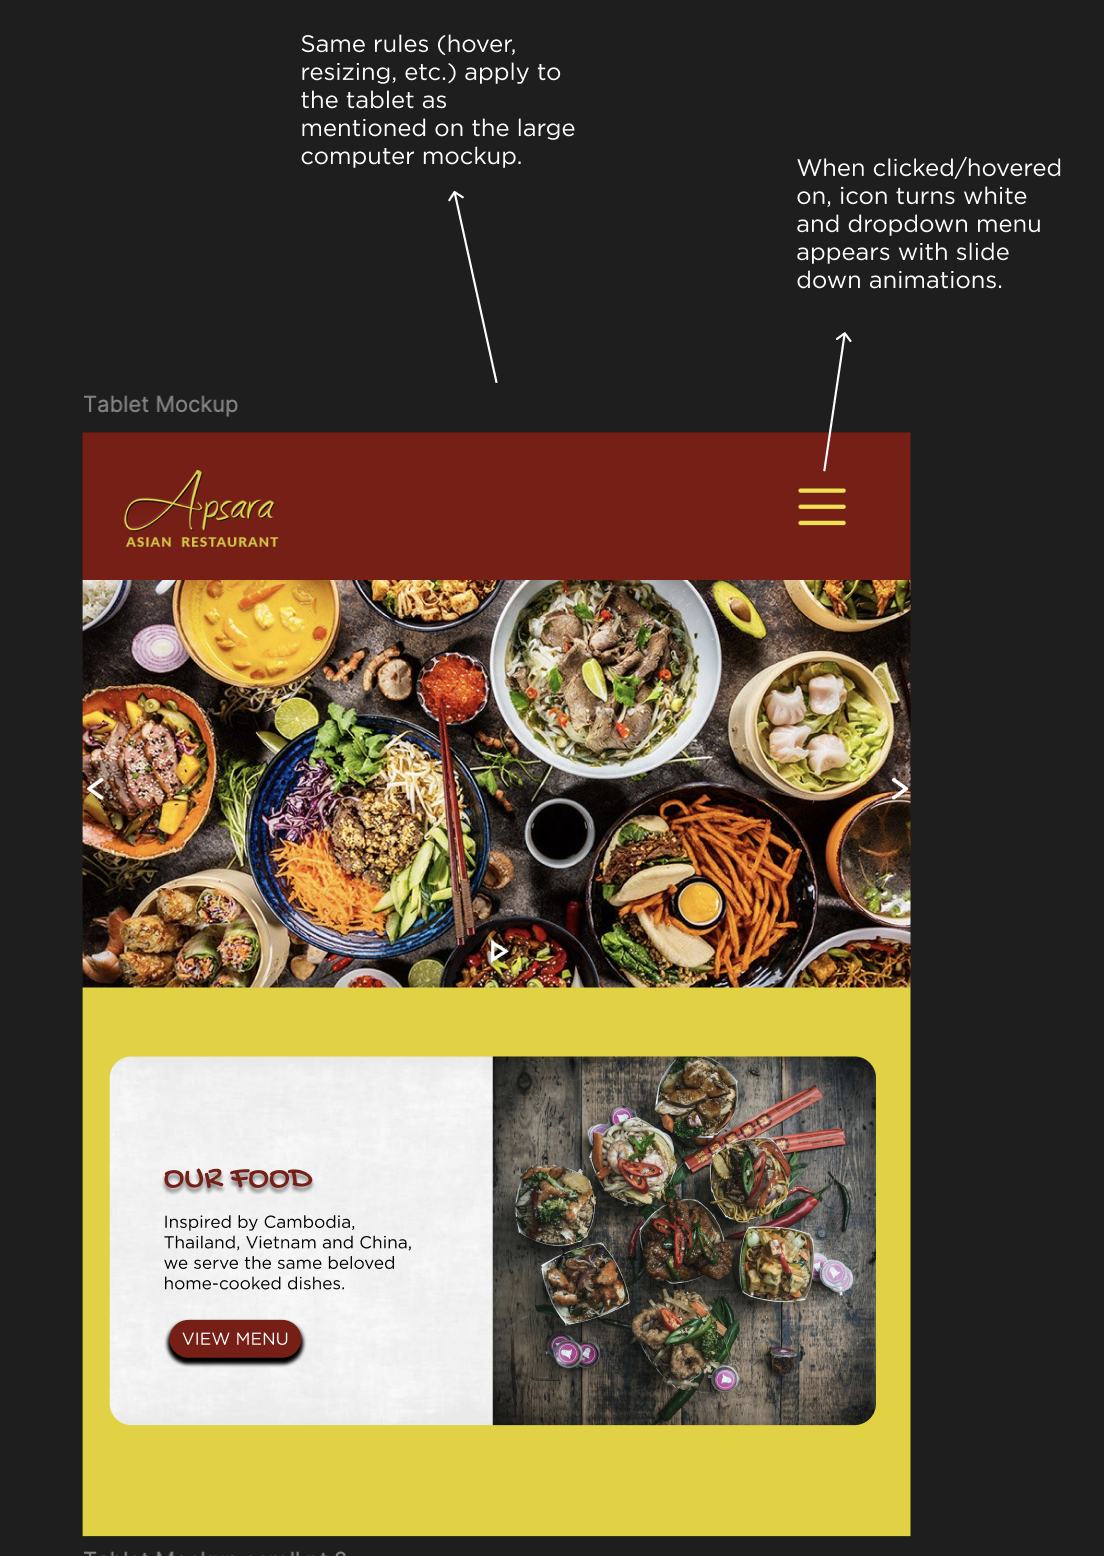 Same rules (hover,
resizing, etc.) apply to
the tablet as
mentioned on the large
computer mockup.
When clicked/hovered
on, icon turns white
and dropdown menu
appears with slide
down animations.
Tablet Mockup
Apsara
ASIAN RESTAURANT
OUR FOOD
Inspired by Cambodia,
Thailand, Vietnam and China,
we serve the same beloved
home-cooked dishes.
VIEW MENU